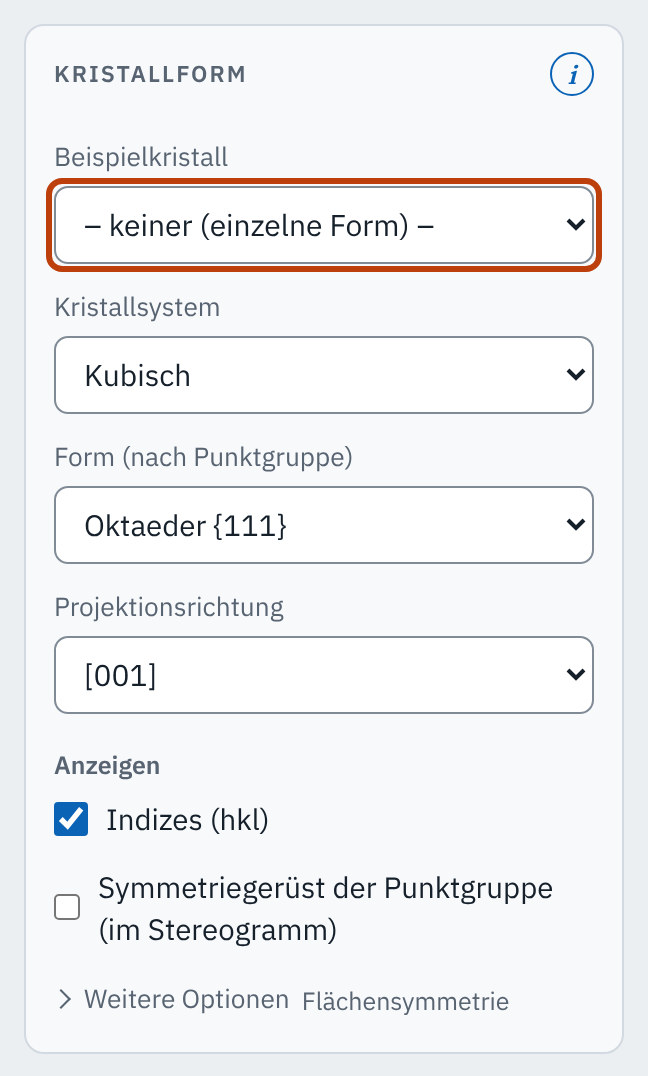 KRISTALLFORM
i
Beispielkristall
– keiner (einzelne Form) –
Kristallsystem
Kubisch
Form (nach Punktgruppe)
Oktaeder {111}
Projektionsrichtung
[001]
Anzeigen
Indizes (hkl)
Symmetriegerüst der Punktgruppe
(im Stereogramm)
Weitere Optionen Flächensymmetrie